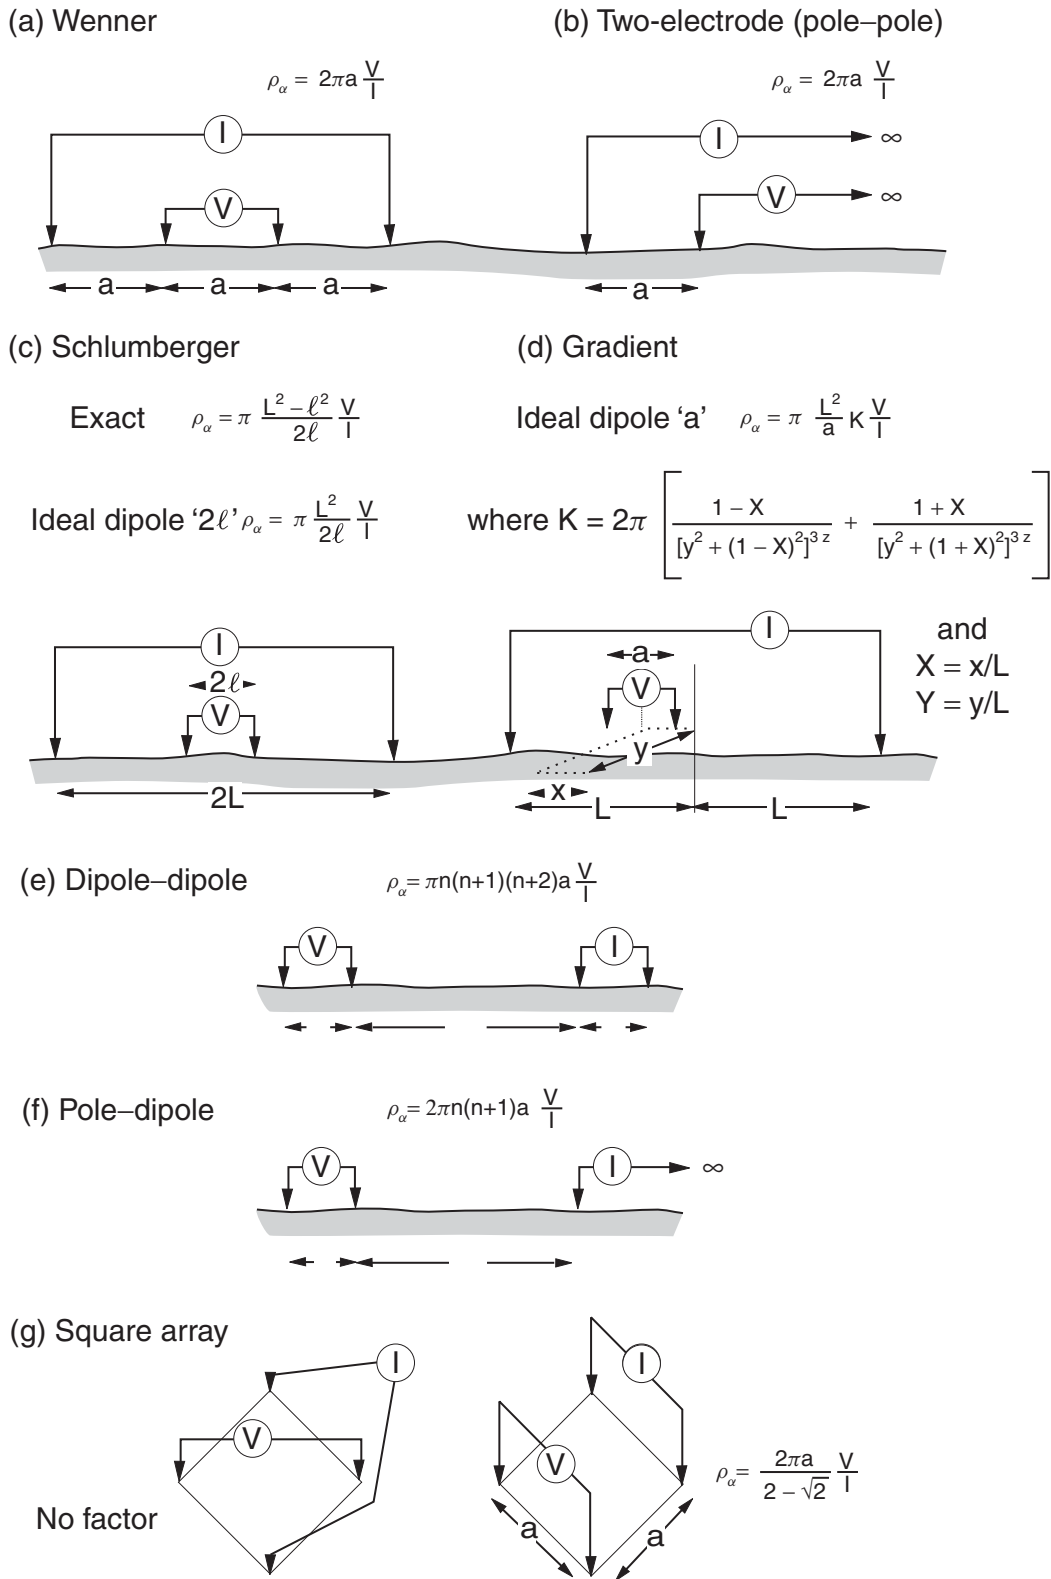 (a) Wenner
ρα = 2πa V/I
I
V
a a a
(b) Two-electrode (pole–pole)
ρα = 2πa V/I
I ∞
V ∞
a
(c) Schlumberger
Exact ρα = π (L² – ℓ²)/2ℓ V/I
Ideal dipole ‘2ℓ’ ρα = π L²/2ℓ V/I
I
2ℓ
V
2L
(d) Gradient
Ideal dipole ‘a’ ρα = π L²/a K V/I
where K = 2π [(1 – X)/[y² + (1 – X)²]³ ᶻ + (1 + X)/[y² + (1 + X)²]³ ᶻ]
I
a
V
y
x
L L
and
X = x/L
Y = y/L
(e) Dipole–dipole
ρα= πn(n+1)(n+2)a V/I
V I
(f) Pole–dipole
ρα= 2πn(n+1)a V/I
V I ∞
(g) Square array
I
V
No factor
I
V
a a
ρα= 2πa/(2 – √2) V/I